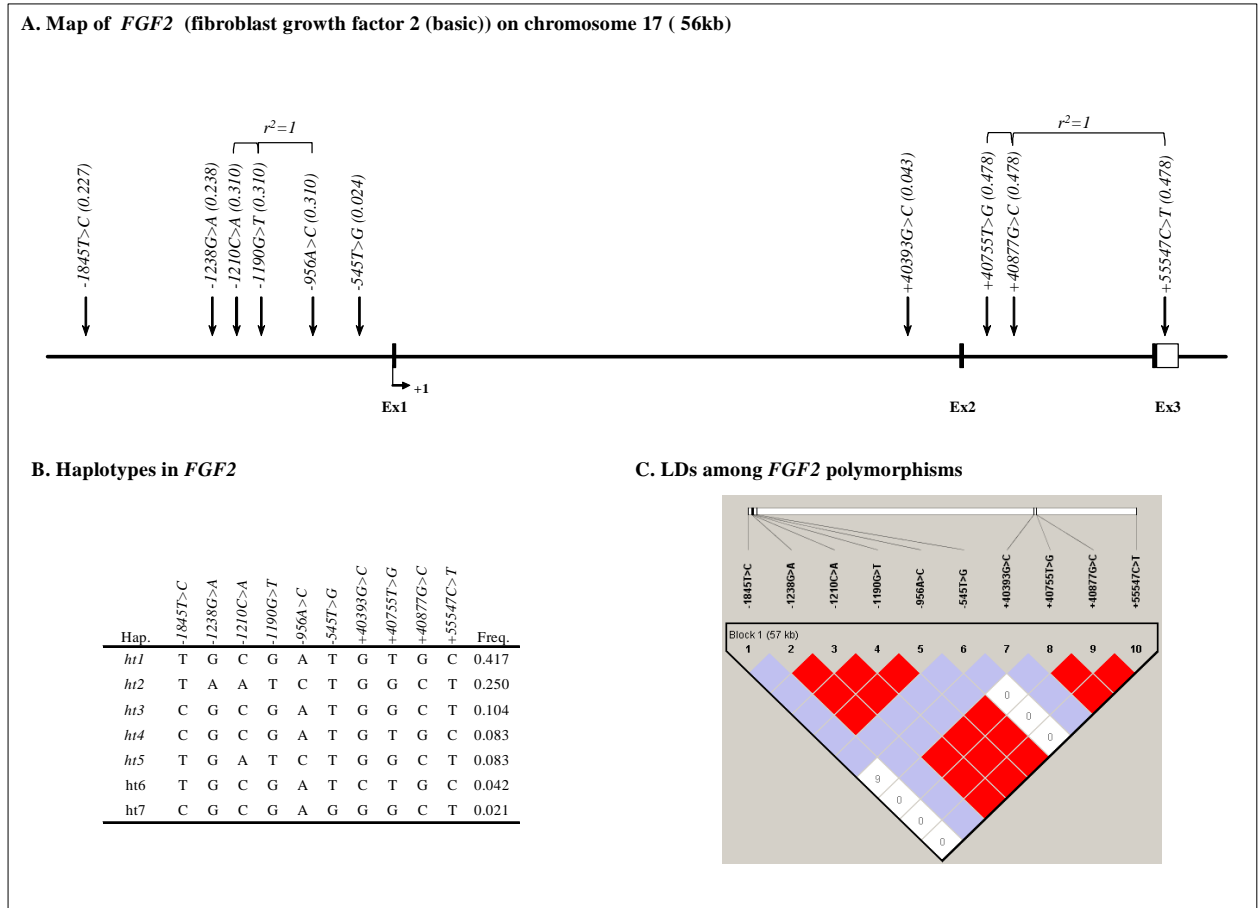 A. Map of FGF2 (fibroblast growth factor 2 (basic)) on chromosome 17 ( 56kb)
r²=1
r²=1
-1845T>C (0.227)
-1238G>A (0.238)
-1210C>A (0.310)
-1190G>T (0.310)
-956A>C (0.310)
-545T>G (0.024)
+40393G>C (0.043)
+40755T>G (0.478)
+40877G>C (0.478)
+55547C>T (0.478)
+1
Ex1 Ex2 Ex3
B. Haplotypes in FGF2
Hap. -1845T>C -1238G>A -1210C>A -1190G>T -956A>C -545T>G +40393G>C +40755T>G +40877G>C +55547C>T Freq.
ht1 T G C G A T G T G C 0.417
ht2 T A A T C T G G C T 0.250
ht3 C G C G A T G G C T 0.104
ht4 C G C G A T G T G C 0.083
ht5 T G A T C T G G C T 0.083
ht6 T G C G A T C T G C 0.042
ht7 C G C G A G G G C T 0.021
C. LDs among FGF2 polymorphisms
-1845T>C
-1238G>A
-1210C>A
-1190G>T
-956A>C
-545T>G
+40393G>C
+40755T>G
+40877G>C
+55547C>T
Block 1 (57 kb)
1 2 3 4 5 6 7 8 9 10
0
0
0
9
0
0
0